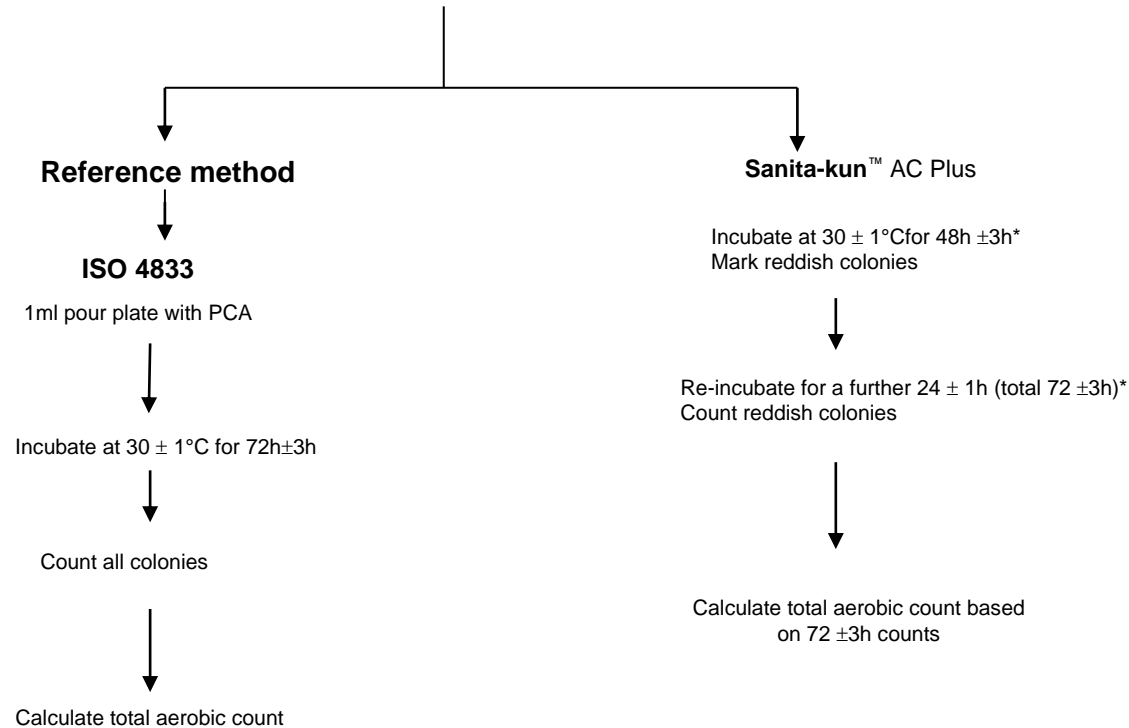 Reference method
ISO 4833
1ml pour plate with PCA
Incubate at 30 ± 1°C for 72h±3h
Count all colonies
Calculate total aerobic count
Sanita-kun™ AC Plus
Incubate at 30 ± 1°Cfor 48h ±3h*
Mark reddish colonies
Re-incubate for a further 24 ± 1h (total 72 ±3h)*
Count reddish colonies
Calculate total aerobic count based
on 72 ±3h counts